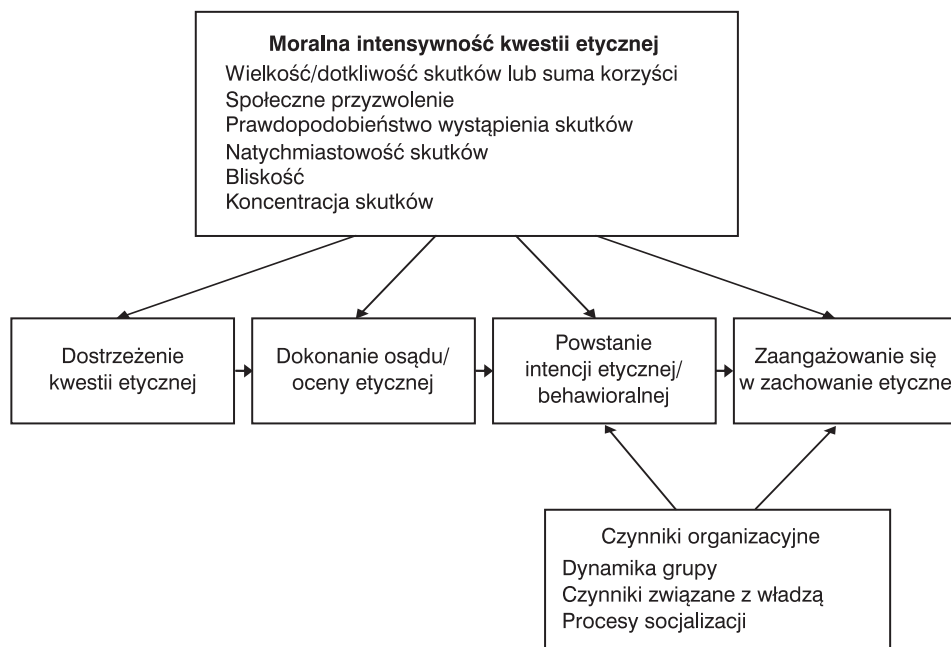 Moralna intensywność kwestii etycznej
Wielkość/dotkliwość skutków lub suma korzyści
Społeczne przyzwolenie
Prawdopodobieństwo wystąpienia skutków
Natychmiastowość skutków
Bliskość
Koncentracja skutków
Dostrzeżenie
kwestii etycznej
Dokonanie osądu/
oceny etycznej
Powstanie
intencji etycznej/
behawioralnej
Zaangażowanie się
w zachowanie etyczne
Czynniki organizacyjne
Dynamika grupy
Czynniki związane z władzą
Procesy socjalizacji